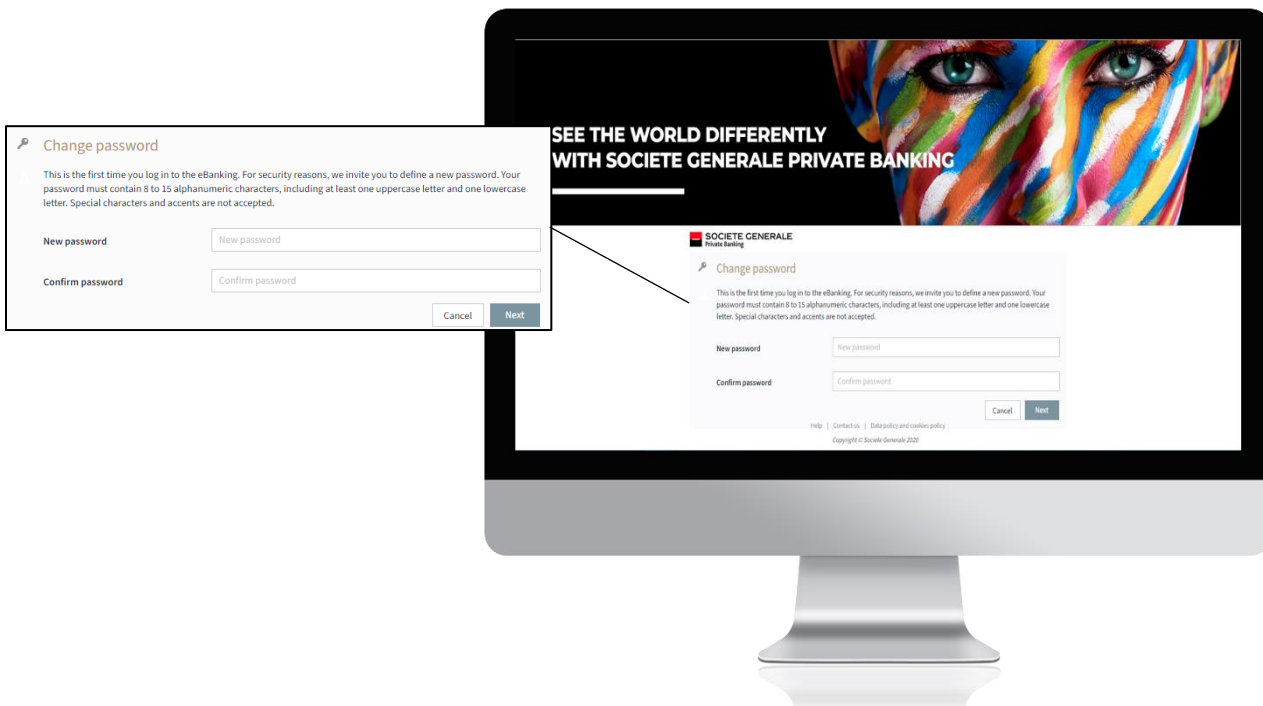 Change password
This is the first time you log in to the eBanking. For security reasons, we invite you to define a new password. Your
password must contain 8 to 15 alphanumeric characters, including at least one uppercase letter and one lowercase
letter. Special characters and accents are not accepted.
New password New password
Confirm password Confirm password
Cancel Next
SEE THE WORLD DIFFERENTLY
WITH SOCIETE GENERALE PRIVATE BANKING
SOCIETE GENERALE
Private Banking
Change password
This is the first time you log in to the eBanking. For security reasons, we invite you to define a new password. Your
password must contain 8 to 15 alphanumeric characters, including at least one uppercase letter and one lowercase
letter. Special characters and accents are not accepted.
New password New password
Confirm password Confirm password
Cancel Next
Help | Contact us | Data policy and cookies policy
Copyright © Societe Generale 2020